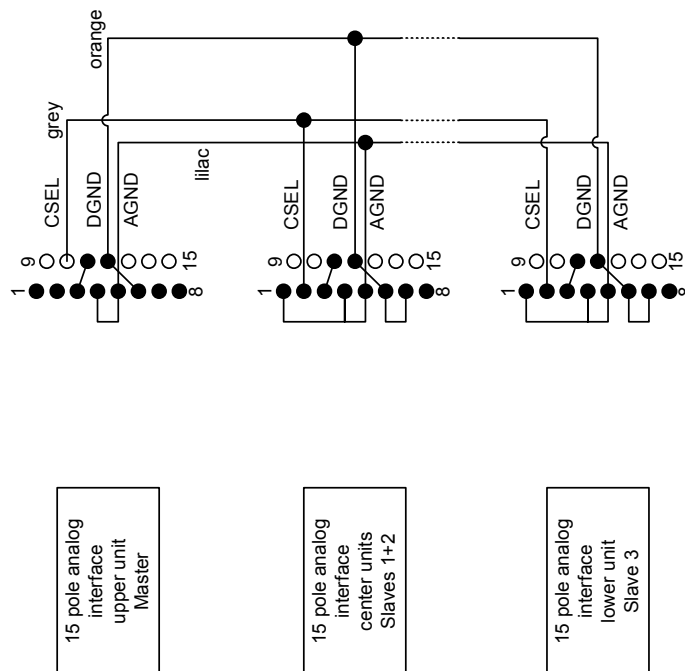 orange
grey
lilac
CSEL
DGND
AGND
9
15
1
8
CSEL
DGND
AGND
9
15
1
8
CSEL
DGND
AGND
9
15
1
8
15 pole analog
interface
upper unit
Master
15 pole analog
interface
center units
Slaves 1+2
15 pole analog
interface
lower unit
Slave 3